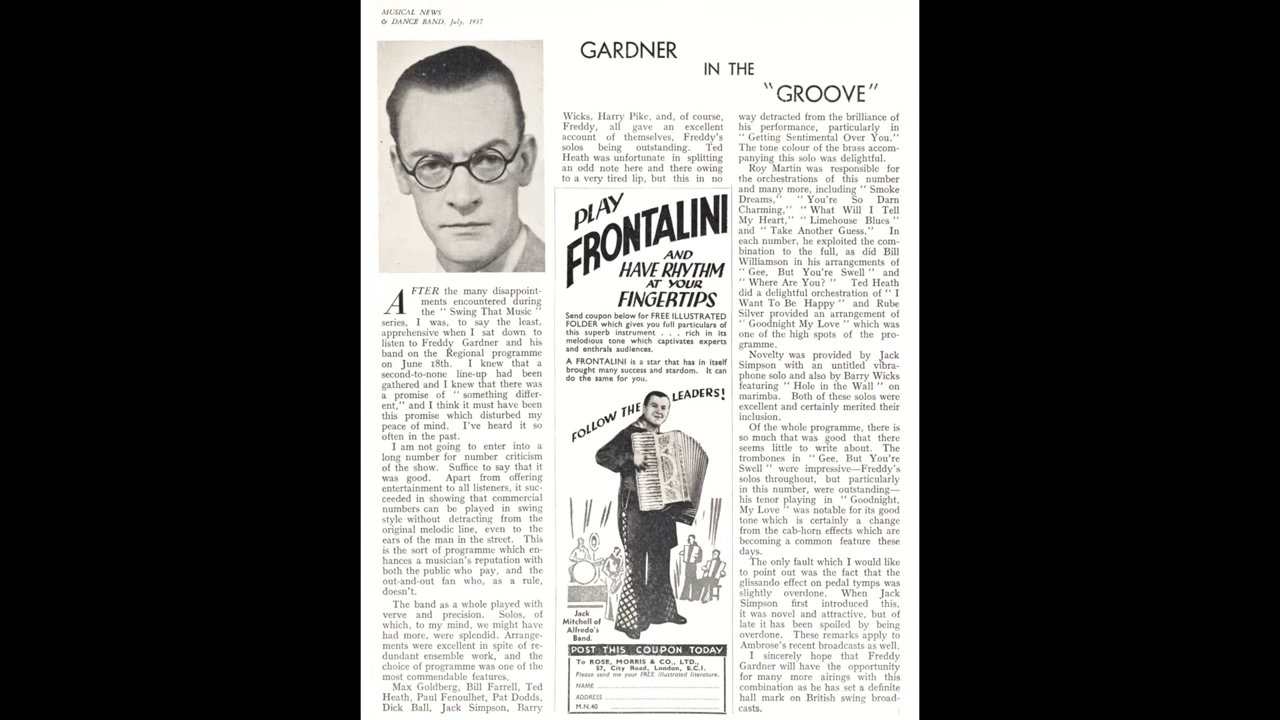 MUSICAL NEWS
& DANCE BAND, July, 1937
GARDNER
IN THE
"GROOVE"
AFTER the many disappoint-
ments encountered during
the "Swing That Music"
series, I was, to say the least,
apprehensive when I sat down to
listen to Freddy Gardner and his
band on the Regional programme
on June 18th. I knew that a
second-to-none line-up had been
gathered and I knew that there was
a promise of "something differ-
ent," and I think it must have been
this promise which disturbed my
peace of mind. I've heard it so
often in the past.
I am not going to enter into a
long number for number criticism
of the show. Suffice to say that it
was good. Apart from offering
entertainment to all listeners, it suc-
ceeded in showing that commercial
numbers can be played in swing
style without detracting from the
original melodic line, even to the
ears of the man in the street. This
is the sort of programme which en-
hances a musician's reputation with
both the public who pay, and the
out-and-out fan who, as a rule,
doesn't.
The band as a whole played with
verve and precision. Solos, of
which, to my mind, we might have
had more, were splendid. Arrange-
ments were excellent in spite of re-
dundant ensemble work, and the
choice of programme was one of the
most commendable features.
Max Goldberg, Bill Farrell, Ted
Heath, Paul Fenoulhet, Pat Dodds,
Dick Ball, Jack Simpson, Barry
Wicks, Harry Pike, and, of course,
Freddy, all gave an excellent
account of themselves, Freddy's
solos being outstanding. Ted
Heath was unfortunate in splitting
an odd note here and there owing
to a very tired lip, but this in no
PLAY
FRONTALINI
AND
HAVE RHYTHM
AT YOUR
FINGERTIPS
Send coupon below for FREE ILLUSTRATED
FOLDER which gives you full particulars of
this superb instrument . . . rich in its
melodious tone which captivates experts
and enthrals audiences.
A FRONTALINI is a star that has in itself
brought many success and stardom. It can
do the same for you.
FOLLOW THE LEADERS!
Jack
Mitchell of
Alfredo's
Band.
POST THIS COUPON TODAY
To ROSE, MORRIS & CO., LTD.,
57, City Road, London, E.C.1.
Please send me your FREE illustrated literature.
NAME
ADDRESS
M.N.40
way detracted from the brilliance of
his performance, particularly in
"Getting Sentimental Over You."
The tone colour of the brass accom-
panying this solo was delightful.
Roy Martin was responsible for
the orchestrations of this number
and many more, including "Smoke
Dreams," "You're So Darn
Charming," "What Will I Tell
My Heart," "Limehouse Blues"
and "Take Another Guess." In
each number, he exploited the com-
bination to the full, as did Bill
Williamson in his arrangements of
"Gee, But You're Swell" and
"Where Are You?" Ted Heath
did a delightful orchestration of "I
Want To Be Happy" and Rube
Silver provided an arrangement of
"Goodnight My Love" which was
one of the high spots of the pro-
gramme.
Novelty was provided by Jack
Simpson with an untitled vibra-
phone solo and also by Barry Wicks
featuring "Hole in the Wall" on
marimba. Both of these solos were
excellent and certainly merited their
inclusion.
Of the whole programme, there is
so much that was good that there
seems little to write about. The
trombones in "Gee, But You're
Swell" were impressive—Freddy's
solos throughout, but particularly
in this number, were outstanding—
his tenor playing in "Goodnight,
My Love" was notable for its good
tone which is certainly a change
from the cab-horn effects which are
becoming a common feature these
days.
The only fault which I would like
to point out was the fact that the
glissando effect on pedal tymps was
slightly overdone. When Jack
Simpson first introduced this,
it was novel and attractive, but of
late it has been spoiled by being
overdone. These remarks apply to
Ambrose's recent broadcasts as well.
I sincerely hope that Freddy
Gardner will have the opportunity
for many more airings with this
combination as he has set a definite
hall mark on British swing broad-
casts.